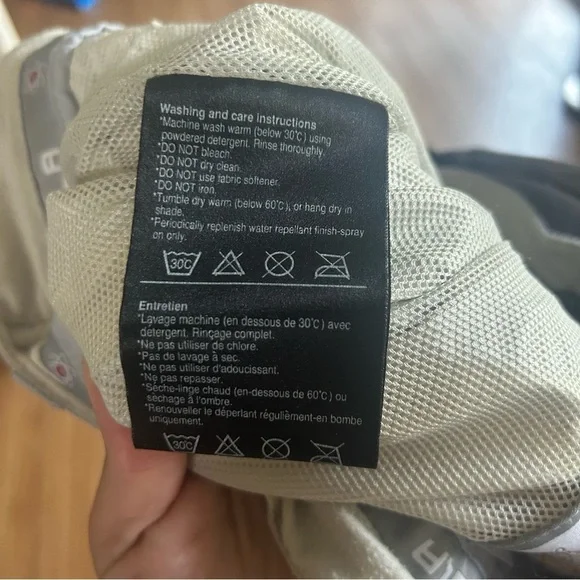 Washing and care instructions
*Machine wash warm (below 30℃) using
powdered detergent. Rinse thoroughly.
*DO NOT bleach.
*DO NOT dry clean.
*DO NOT use fabric softener.
*DO NOT iron.
*Tumble dry warm (below 60℃), or hang dry in
shade.
*Periodically replenish water repellant finish-spray
on only.
30℃
Entretien
*Lavage machine (en dessous de 30℃) avec
detergent. Rinçage complet.
*Ne pas utiliser de chlore.
*Pas de lavage à sec.
*Ne pas utiliser d'adoucissant.
*Ne pas repasser.
*Sèche-linge chaud (en-dessous de 60℃) ou
séchage à l'ombre.
*Renouveller le déperlant régulièment-en bombe
uniquement.
30℃